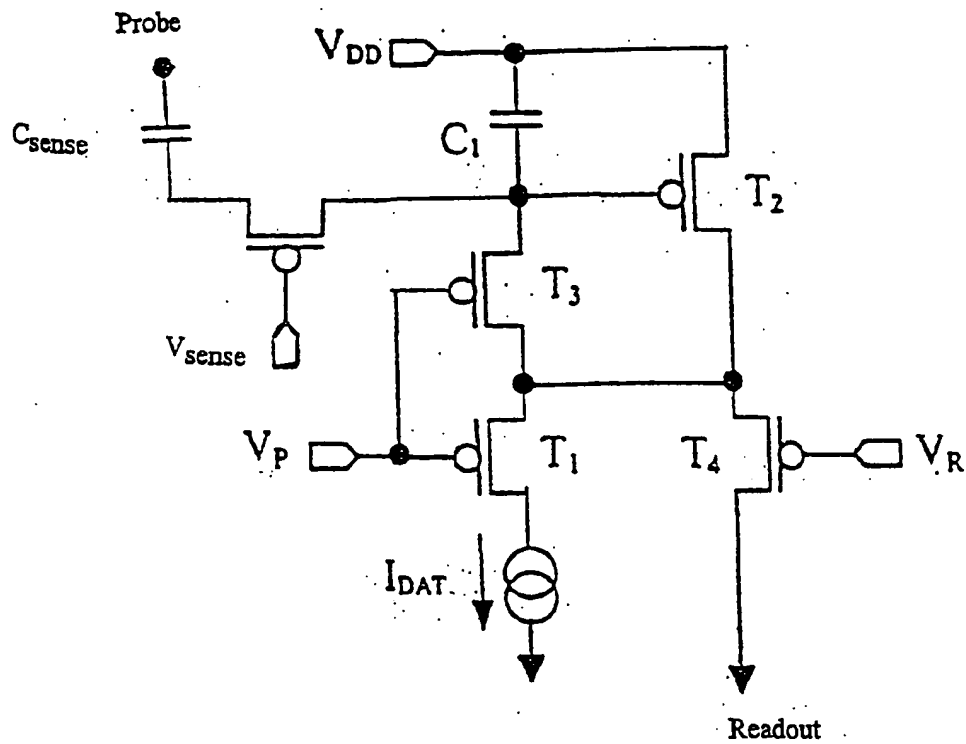 Probe
VDD
Csense
C1
T2
T3
Vsense
VP
T1
T4
VR
IDAT
Readout